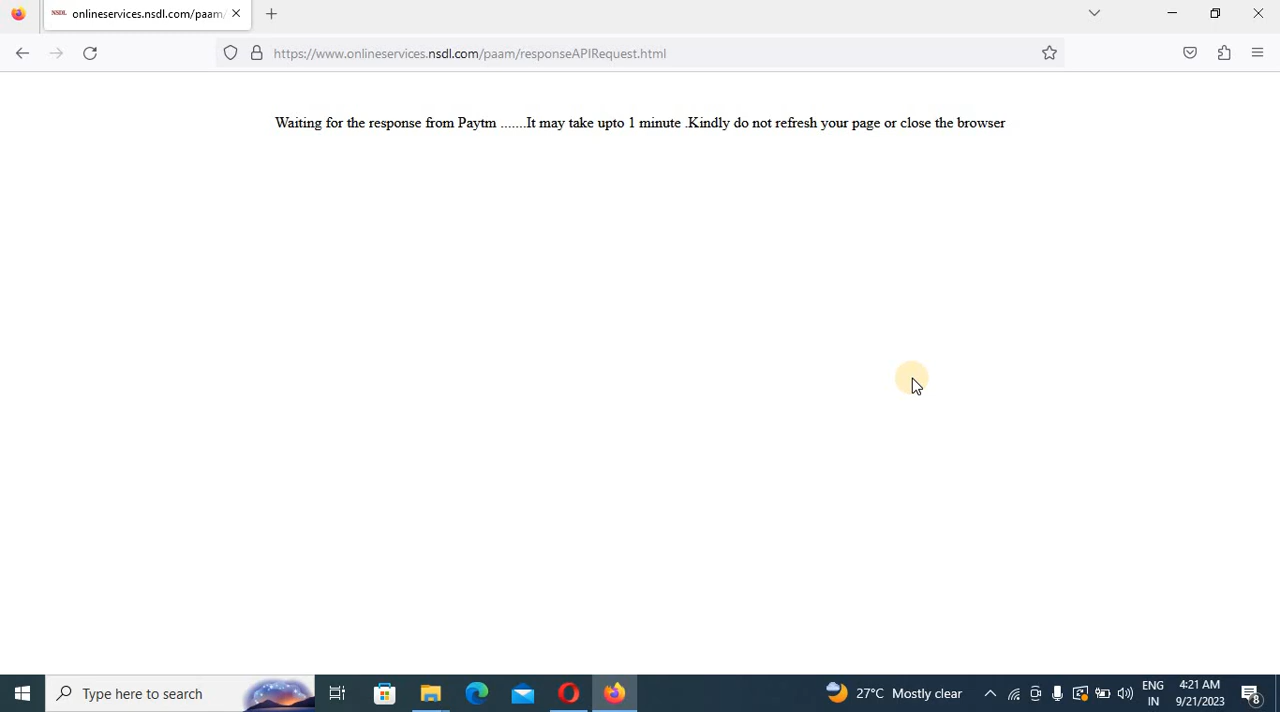 NSDL onlineservices.nsdl.com/paam/
https://www.onlineservices.nsdl.com/paam/responseAPIRequest.html
Waiting for the response from Paytm .......It may take upto 1 minute .Kindly do not refresh your page or close the browser
Type here to search
27°C Mostly clear
ENG
IN
4:21 AM
9/21/2023
8